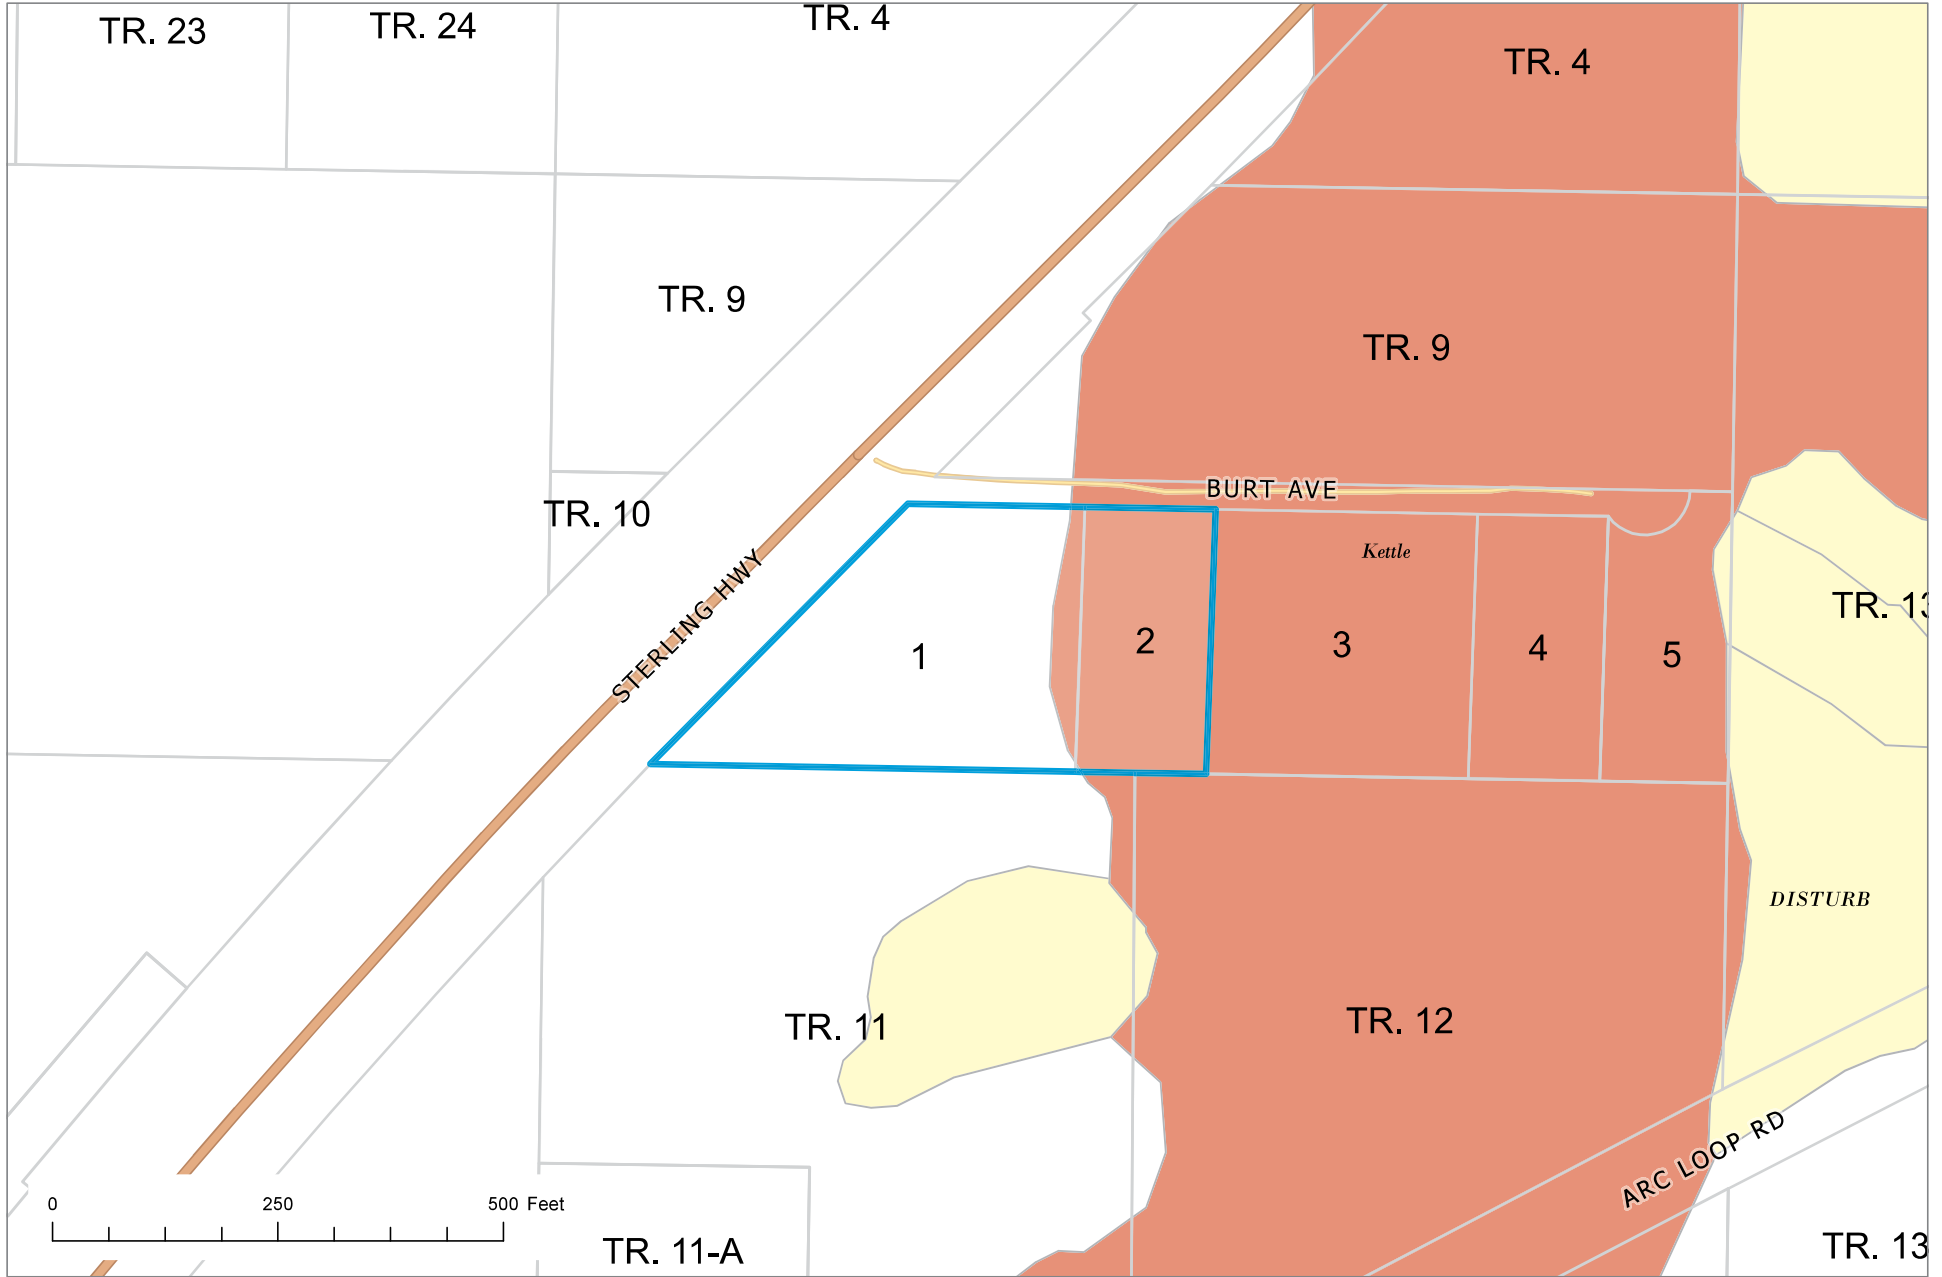 TR. 23
TR. 24
TR. 4
TR. 4
TR. 9
TR. 9
BURT AVE
TR. 10
Kettle
STERLING HWY
TR. 13
1
2
3
4
5
DISTURB
TR. 11
TR. 12
ARC LOOP RD
0 250 500 Feet
TR. 11-A
TR. 13